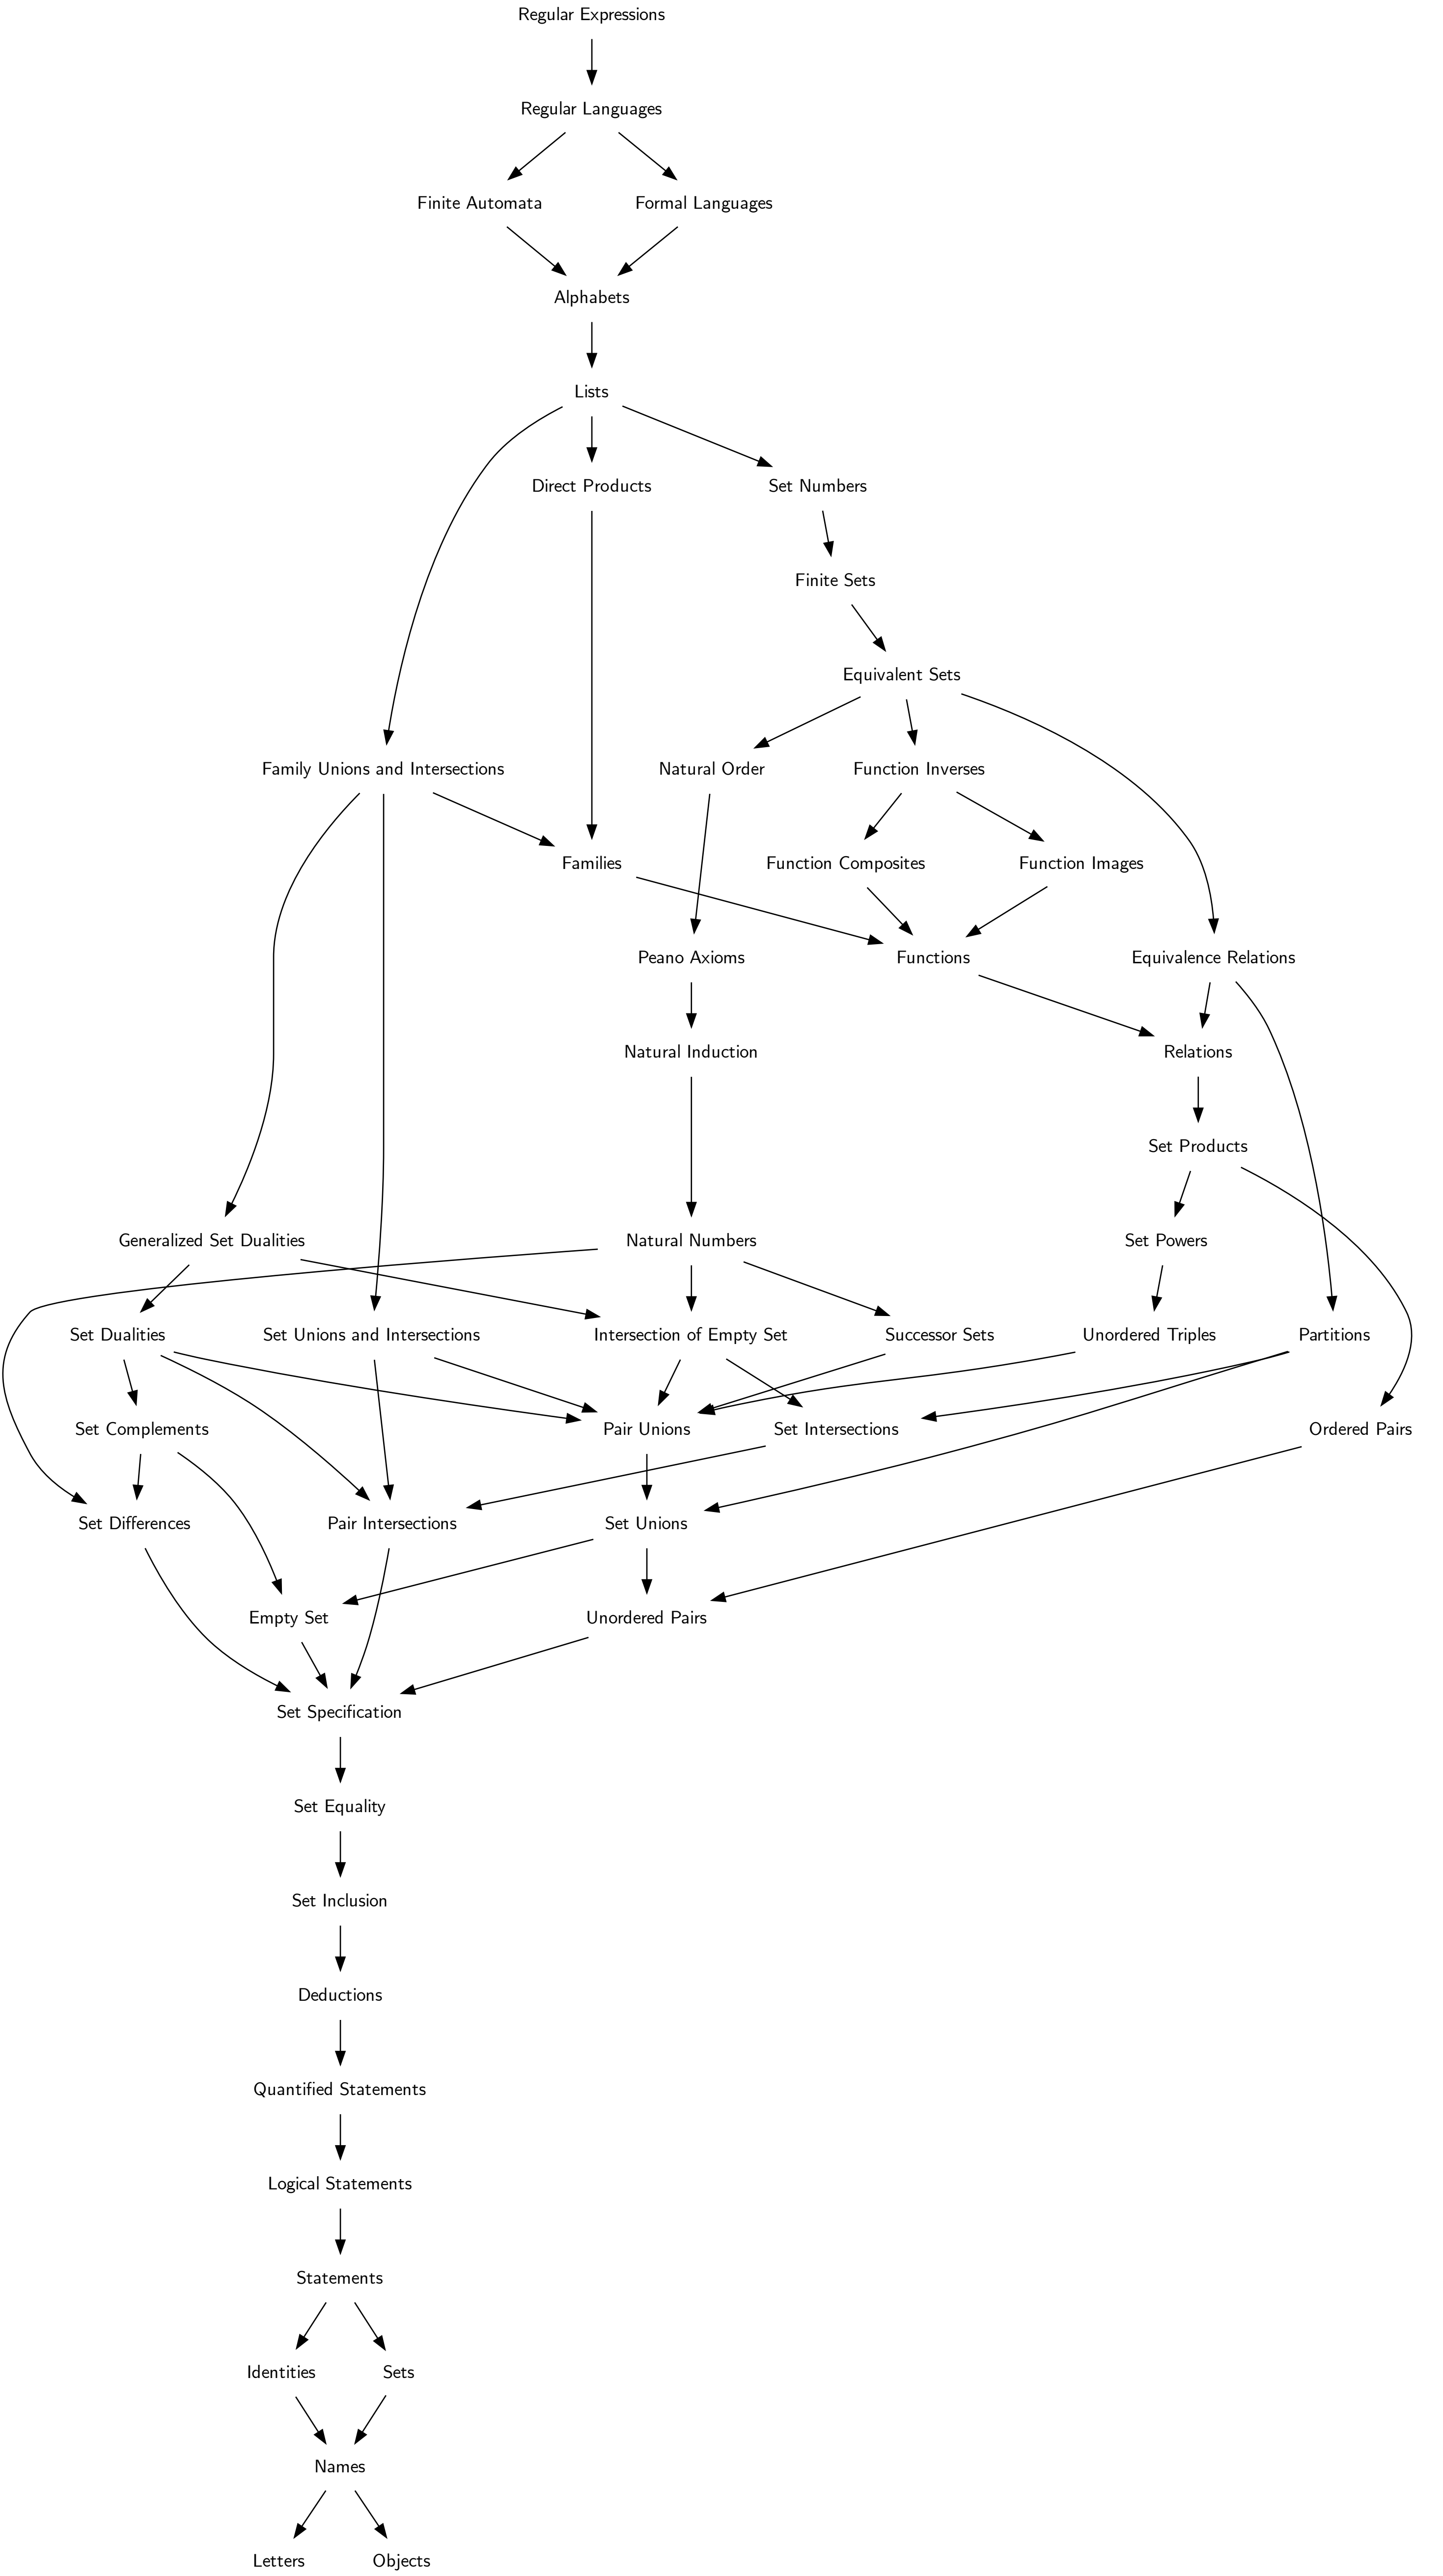 Regular Expressions
Regular Languages
Finite Automata
Formal Languages
Alphabets
Lists
Direct Products
Set Numbers
Finite Sets
Equivalent Sets
Family Unions and Intersections
Natural Order
Function Inverses
Families
Function Composites
Function Images
Peano Axioms
Functions
Equivalence Relations
Natural Induction
Relations
Set Products
Generalized Set Dualities
Natural Numbers
Set Powers
Set Dualities
Set Unions and Intersections
Intersection of Empty Set
Successor Sets
Unordered Triples
Partitions
Set Complements
Pair Unions
Set Intersections
Ordered Pairs
Set Differences
Pair Intersections
Set Unions
Empty Set
Unordered Pairs
Set Specification
Set Equality
Set Inclusion
Deductions
Quantified Statements
Logical Statements
Statements
Identities
Sets
Names
Letters
Objects